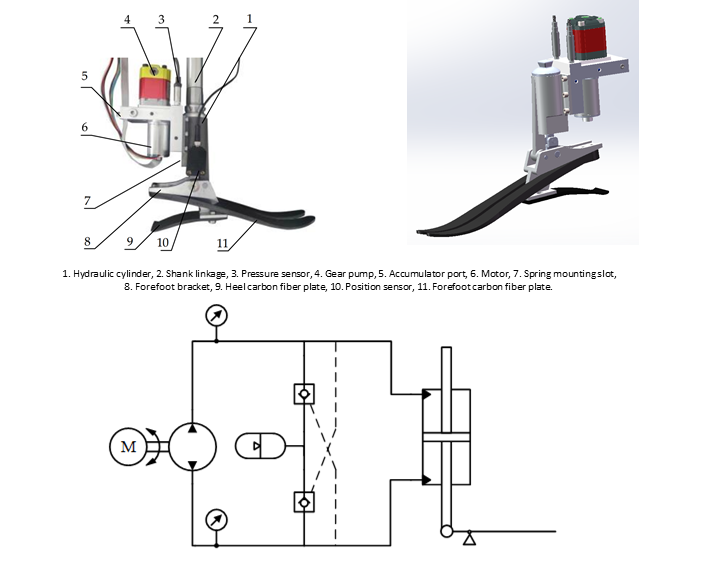 4 3 2 1
5
6
7
8 9 10 11
1. Hydraulic cylinder, 2. Shank linkage, 3. Pressure sensor, 4. Gear pump, 5. Accumulator port, 6. Motor, 7. Spring mounting slot,
8. Forefoot bracket, 9. Heel carbon fiber plate, 10. Position sensor, 11. Forefoot carbon fiber plate.
M